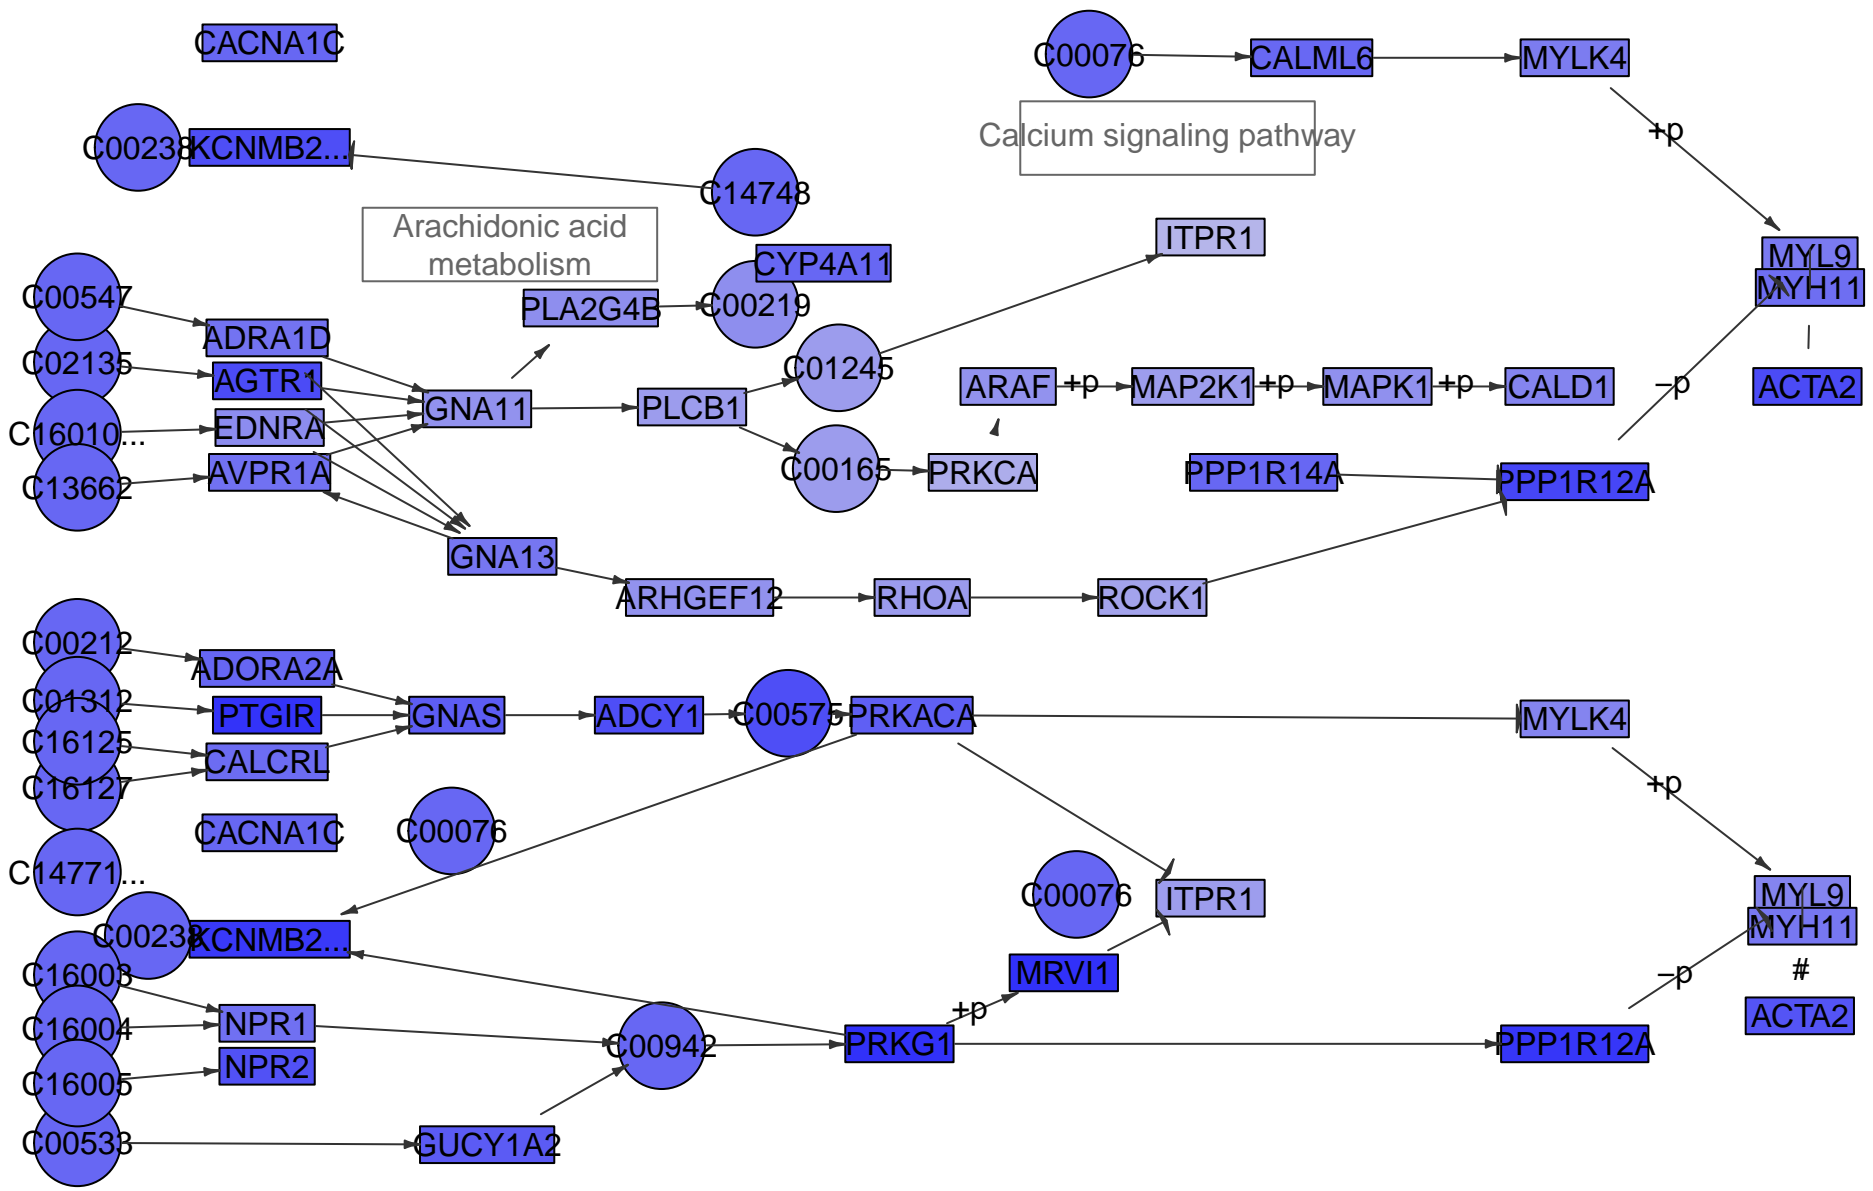 CACNA1C
C00076
CALML6
MYLK4
+p
C00238
KCNMB2...
Calcium signaling pathway
C14748
Arachidonic acid
metabolism
ITPR1
CYP4A11
MYL9
MYH11
C00547
PLA2G4B
C00219
ADRA1D
C02135
AGTR1
C01245
ARAF
+p
MAP2K1
+p
MAPK1
+p
CALD1
–p
ACTA2
GNA11
PLCB1
C16010...
EDNRA
C00165
PRKCA
C13662
AVPR1A
PPP1R14A
PPP1R12A
GNA13
ARHGEF12
RHOA
ROCK1
C00212
ADORA2A
C01312
PTGIR
GNAS
ADCY1
C00575
PRKACA
MYLK4
C16125
CALCRL
C16127
+p
CACNA1C
C00076
C14771...
C00076
ITPR1
MYL9
MYH11
C00238
KCNMB2...
C16003
MRVI1
–p
#
+p
C16004
NPR1
ACTA2
C00942
PRKG1
PPP1R12A
C16005
NPR2
C00533
GUCY1A2